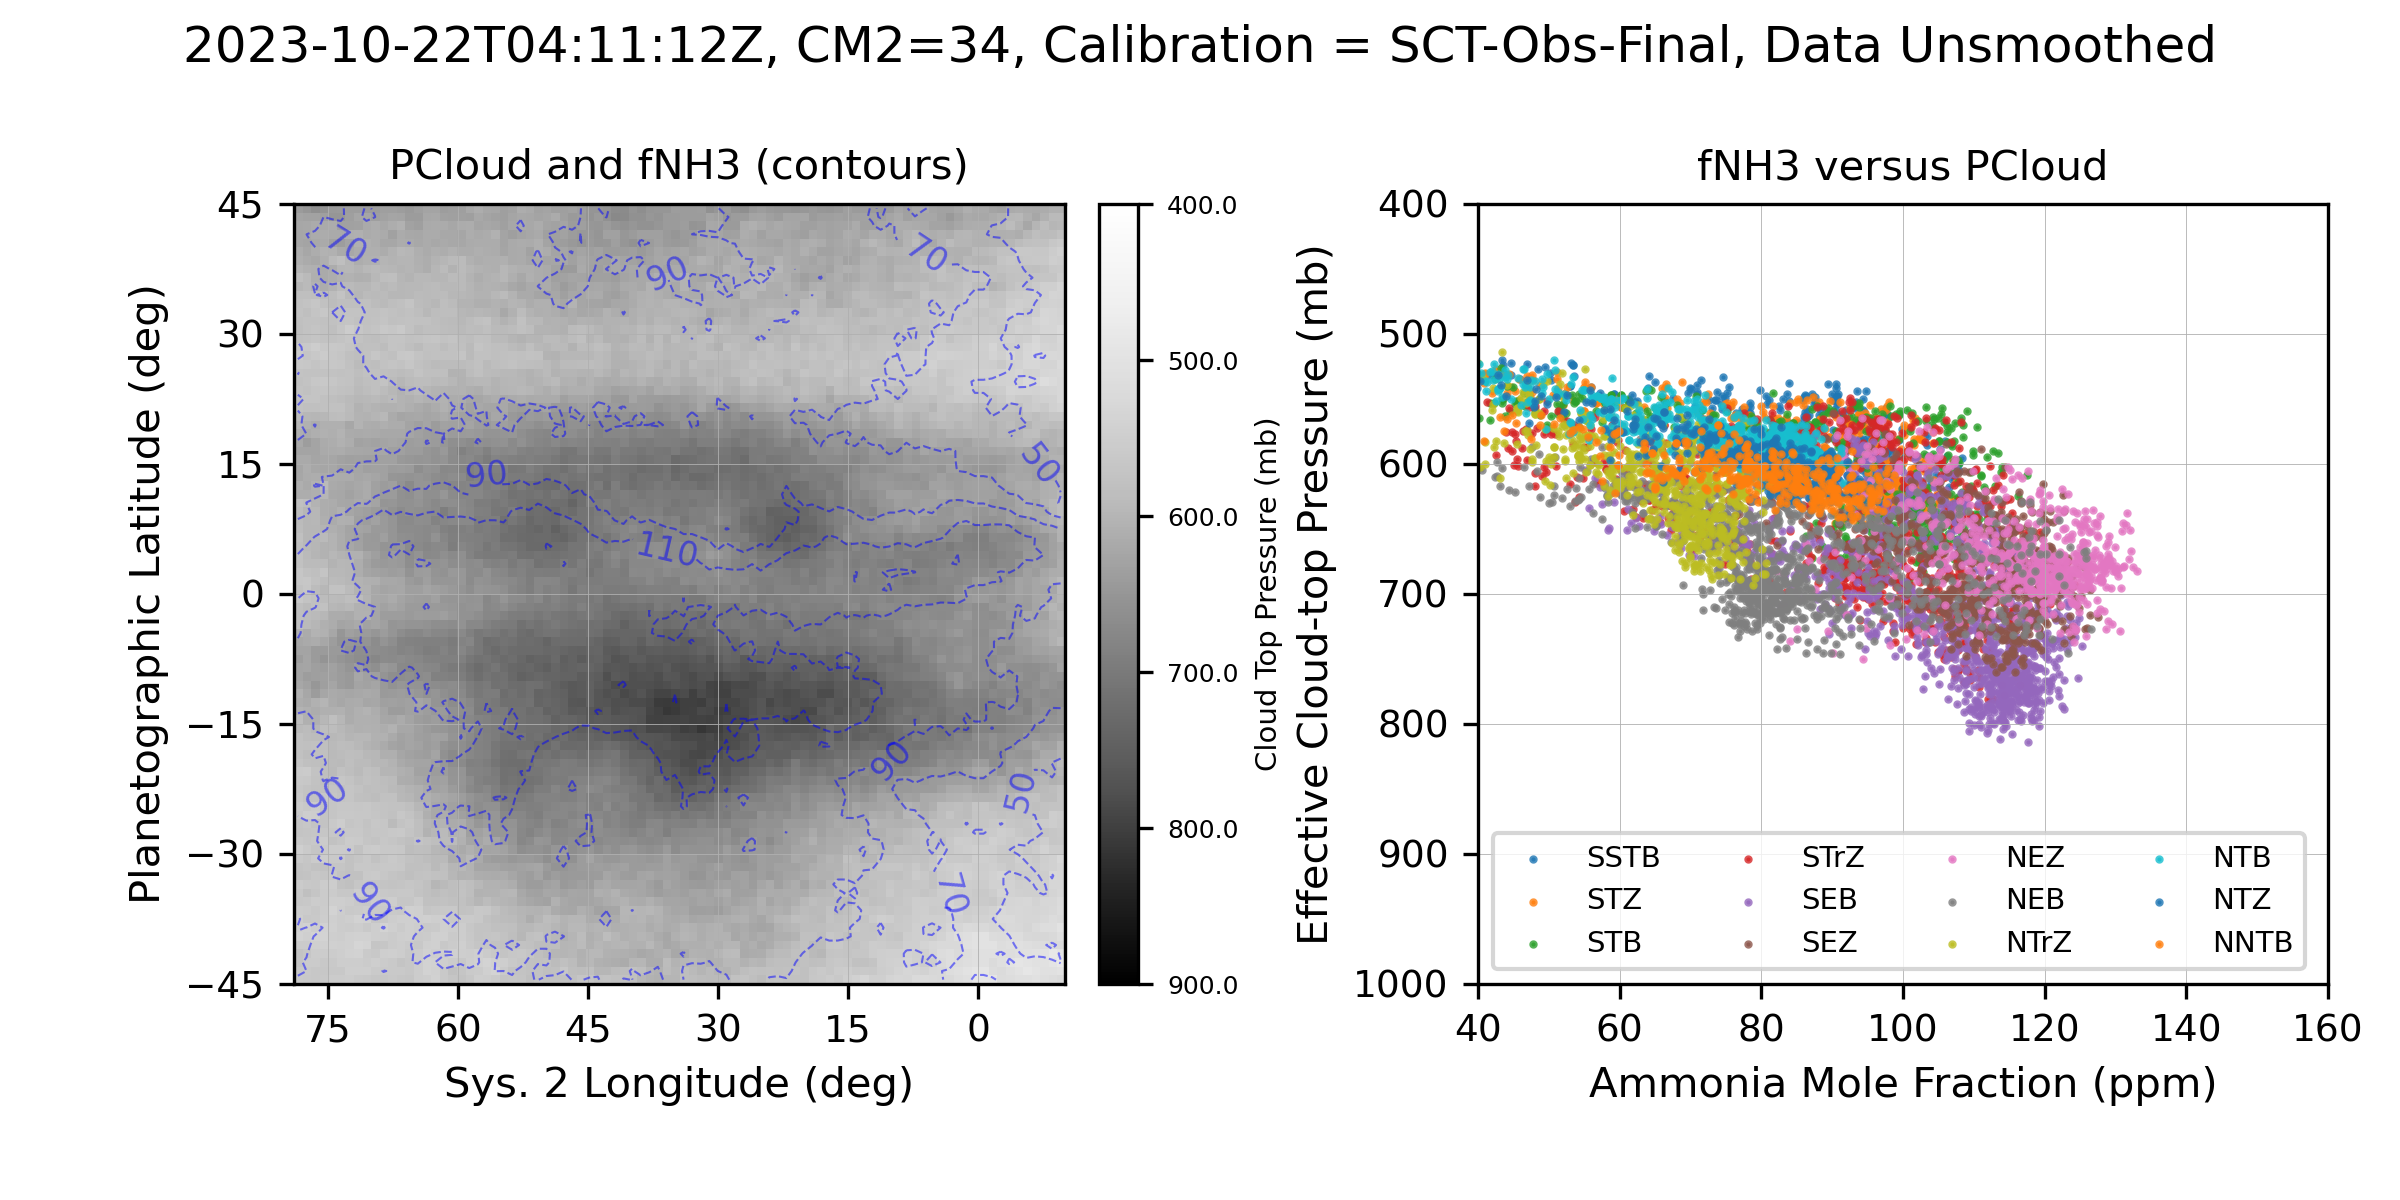 2023-10-22T04:11:12Z, CM2=34, Calibration = SCT-Obs-Final, Data Unsmoothed
PCloud and fNH3 (contours)
Planetographic Latitude (deg)
45
30
15
0
−15
−30
−45
75 60 45 30 15 0
Sys. 2 Longitude (deg)
70
90
70
50
90
110
90
90
50
90
70
400.0
500.0
600.0
700.0
800.0
900.0
Cloud Top Pressure (mb)
fNH3 versus PCloud
Effective Cloud-top Pressure (mb)
400
500
600
700
800
900
1000
40 60 80 100 120 140 160
Ammonia Mole Fraction (ppm)
SSTB STrZ NEZ NTB
STZ SEB NEB NTZ
STB SEZ NTrZ NNTB